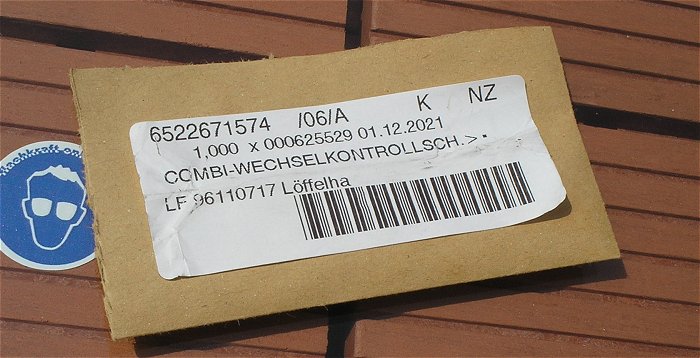 6522671574 /06/A K NZ
1,000 x 000625529 01.12.2021
COMBI-WECHSELKONTROLLSCH.>
LF 96110717 Löffelha